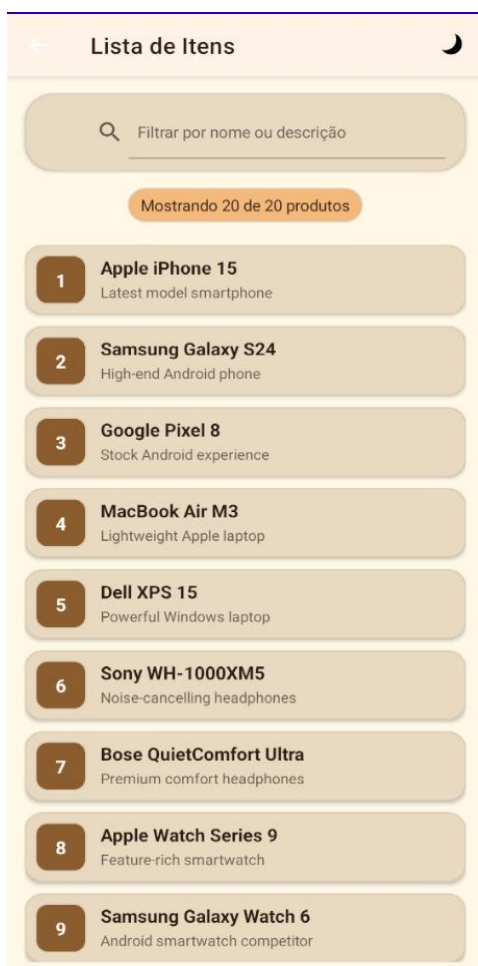 Lista de Itens
Filtrar por nome ou descrição
Mostrando 20 de 20 produtos
1
Apple iPhone 15
Latest model smartphone
2
Samsung Galaxy S24
High-end Android phone
3
Google Pixel 8
Stock Android experience
4
MacBook Air M3
Lightweight Apple laptop
5
Dell XPS 15
Powerful Windows laptop
6
Sony WH-1000XM5
Noise-cancelling headphones
7
Bose QuietComfort Ultra
Premium comfort headphones
8
Apple Watch Series 9
Feature-rich smartwatch
9
Samsung Galaxy Watch 6
Android smartwatch competitor